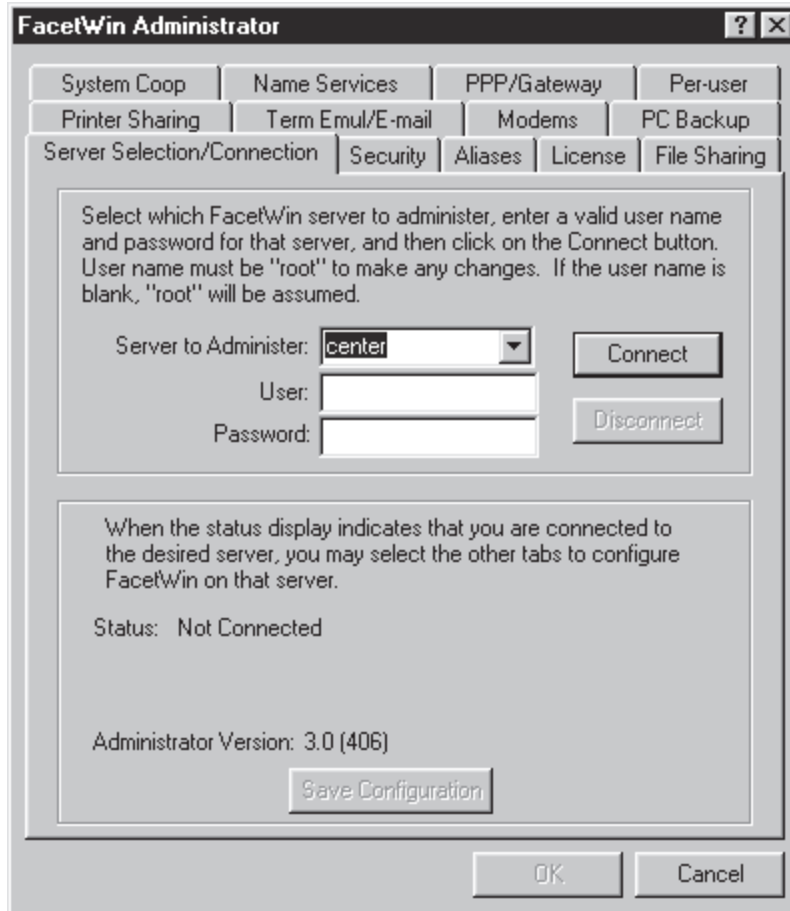 FacetWin Administrator
System Coop Name Services PPP/Gateway Per-user
Printer Sharing Term Emul/E-mail Modems PC Backup
Server Selection/Connection Security Aliases License File Sharing
Select which FacetWin server to administer, enter a valid user name
and password for that server, and then click on the Connect button.
User name must be "root" to make any changes. If the user name is
blank, "root" will be assumed.
Server to Administer: center Connect
User:
Disconnect
Password:
When the status display indicates that you are connected to
the desired server, you may select the other tabs to configure
FacetWin on that server.
Status: Not Connected
Administrator Version: 3.0 (406)
Save Configuration
OK Cancel